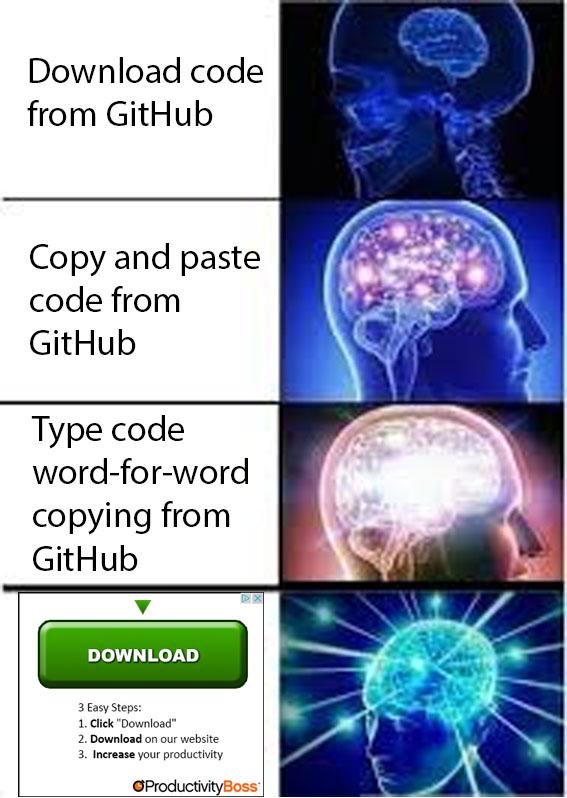 Download code
from GitHub
Copy and paste
code from
GitHub
Type code
word-for-word
copying from
GitHub
DOWNLOAD
3 Easy Steps:
1. Click "Download"
2. Download on our website
3. Increase your productivity
ProductivityBoss